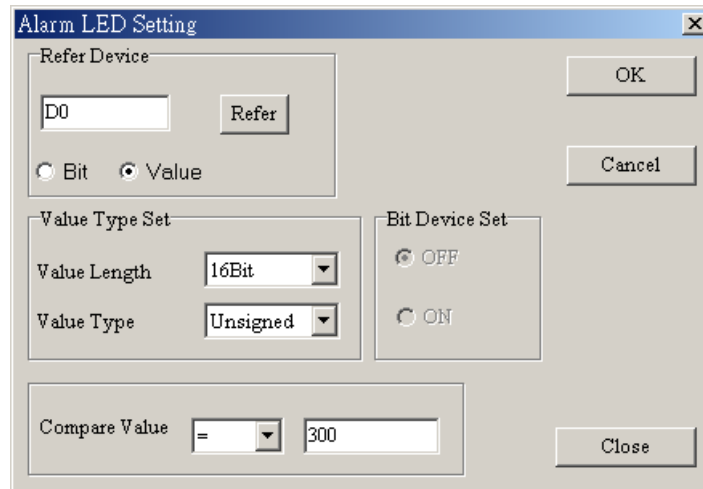 Alarm LED Setting
Refer Device
D0
Refer
Bit
Value
OK
Cancel
Value Type Set
Value Length
16Bit
Value Type
Unsigned
Bit Device Set
OFF
ON
Compare Value
=
300
Close